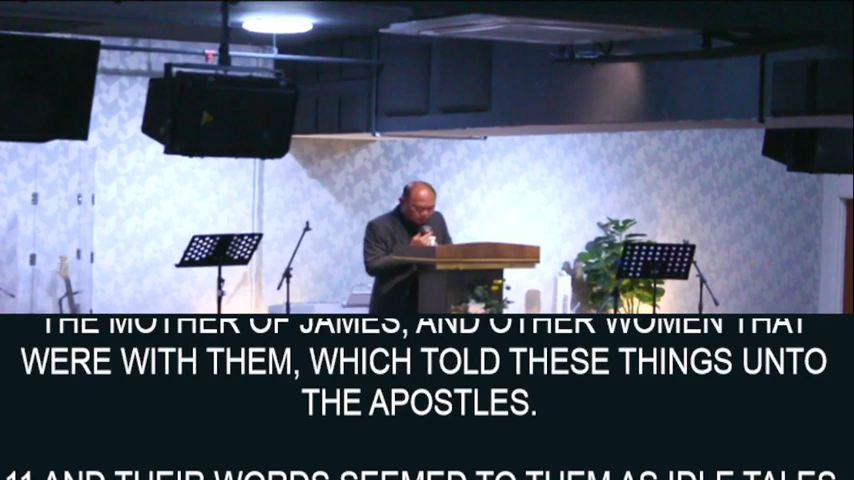 THE MOTHER OF JAMES, AND OTHER WOMEN THAT
WERE WITH THEM, WHICH TOLD THESE THINGS UNTO
THE APOSTLES.
11 AND THEIR WORDS SEEMED TO THEM AS IDLE TALES,